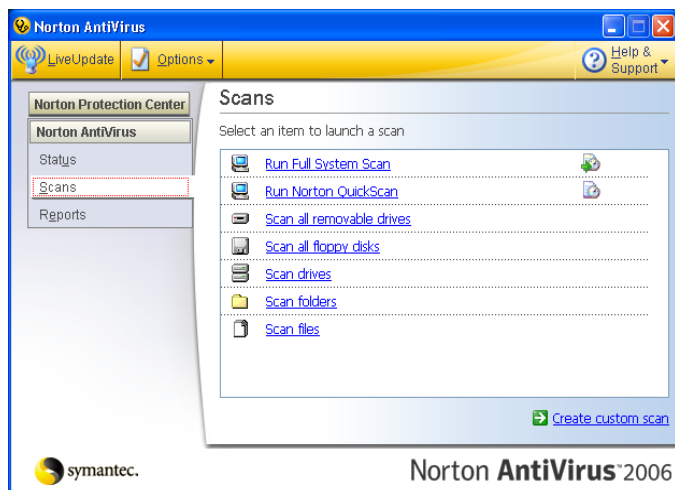 Norton AntiVirus
LiveUpdate
Options
Help &
Support
Norton Protection Center
Norton AntiVirus
Status
Scans
Reports
Scans
Select an item to launch a scan
Run Full System Scan
Run Norton QuickScan
Scan all removable drives
Scan all floppy disks
Scan drives
Scan folders
Scan files
Create custom scan
symantec.
Norton AntiVirus™2006